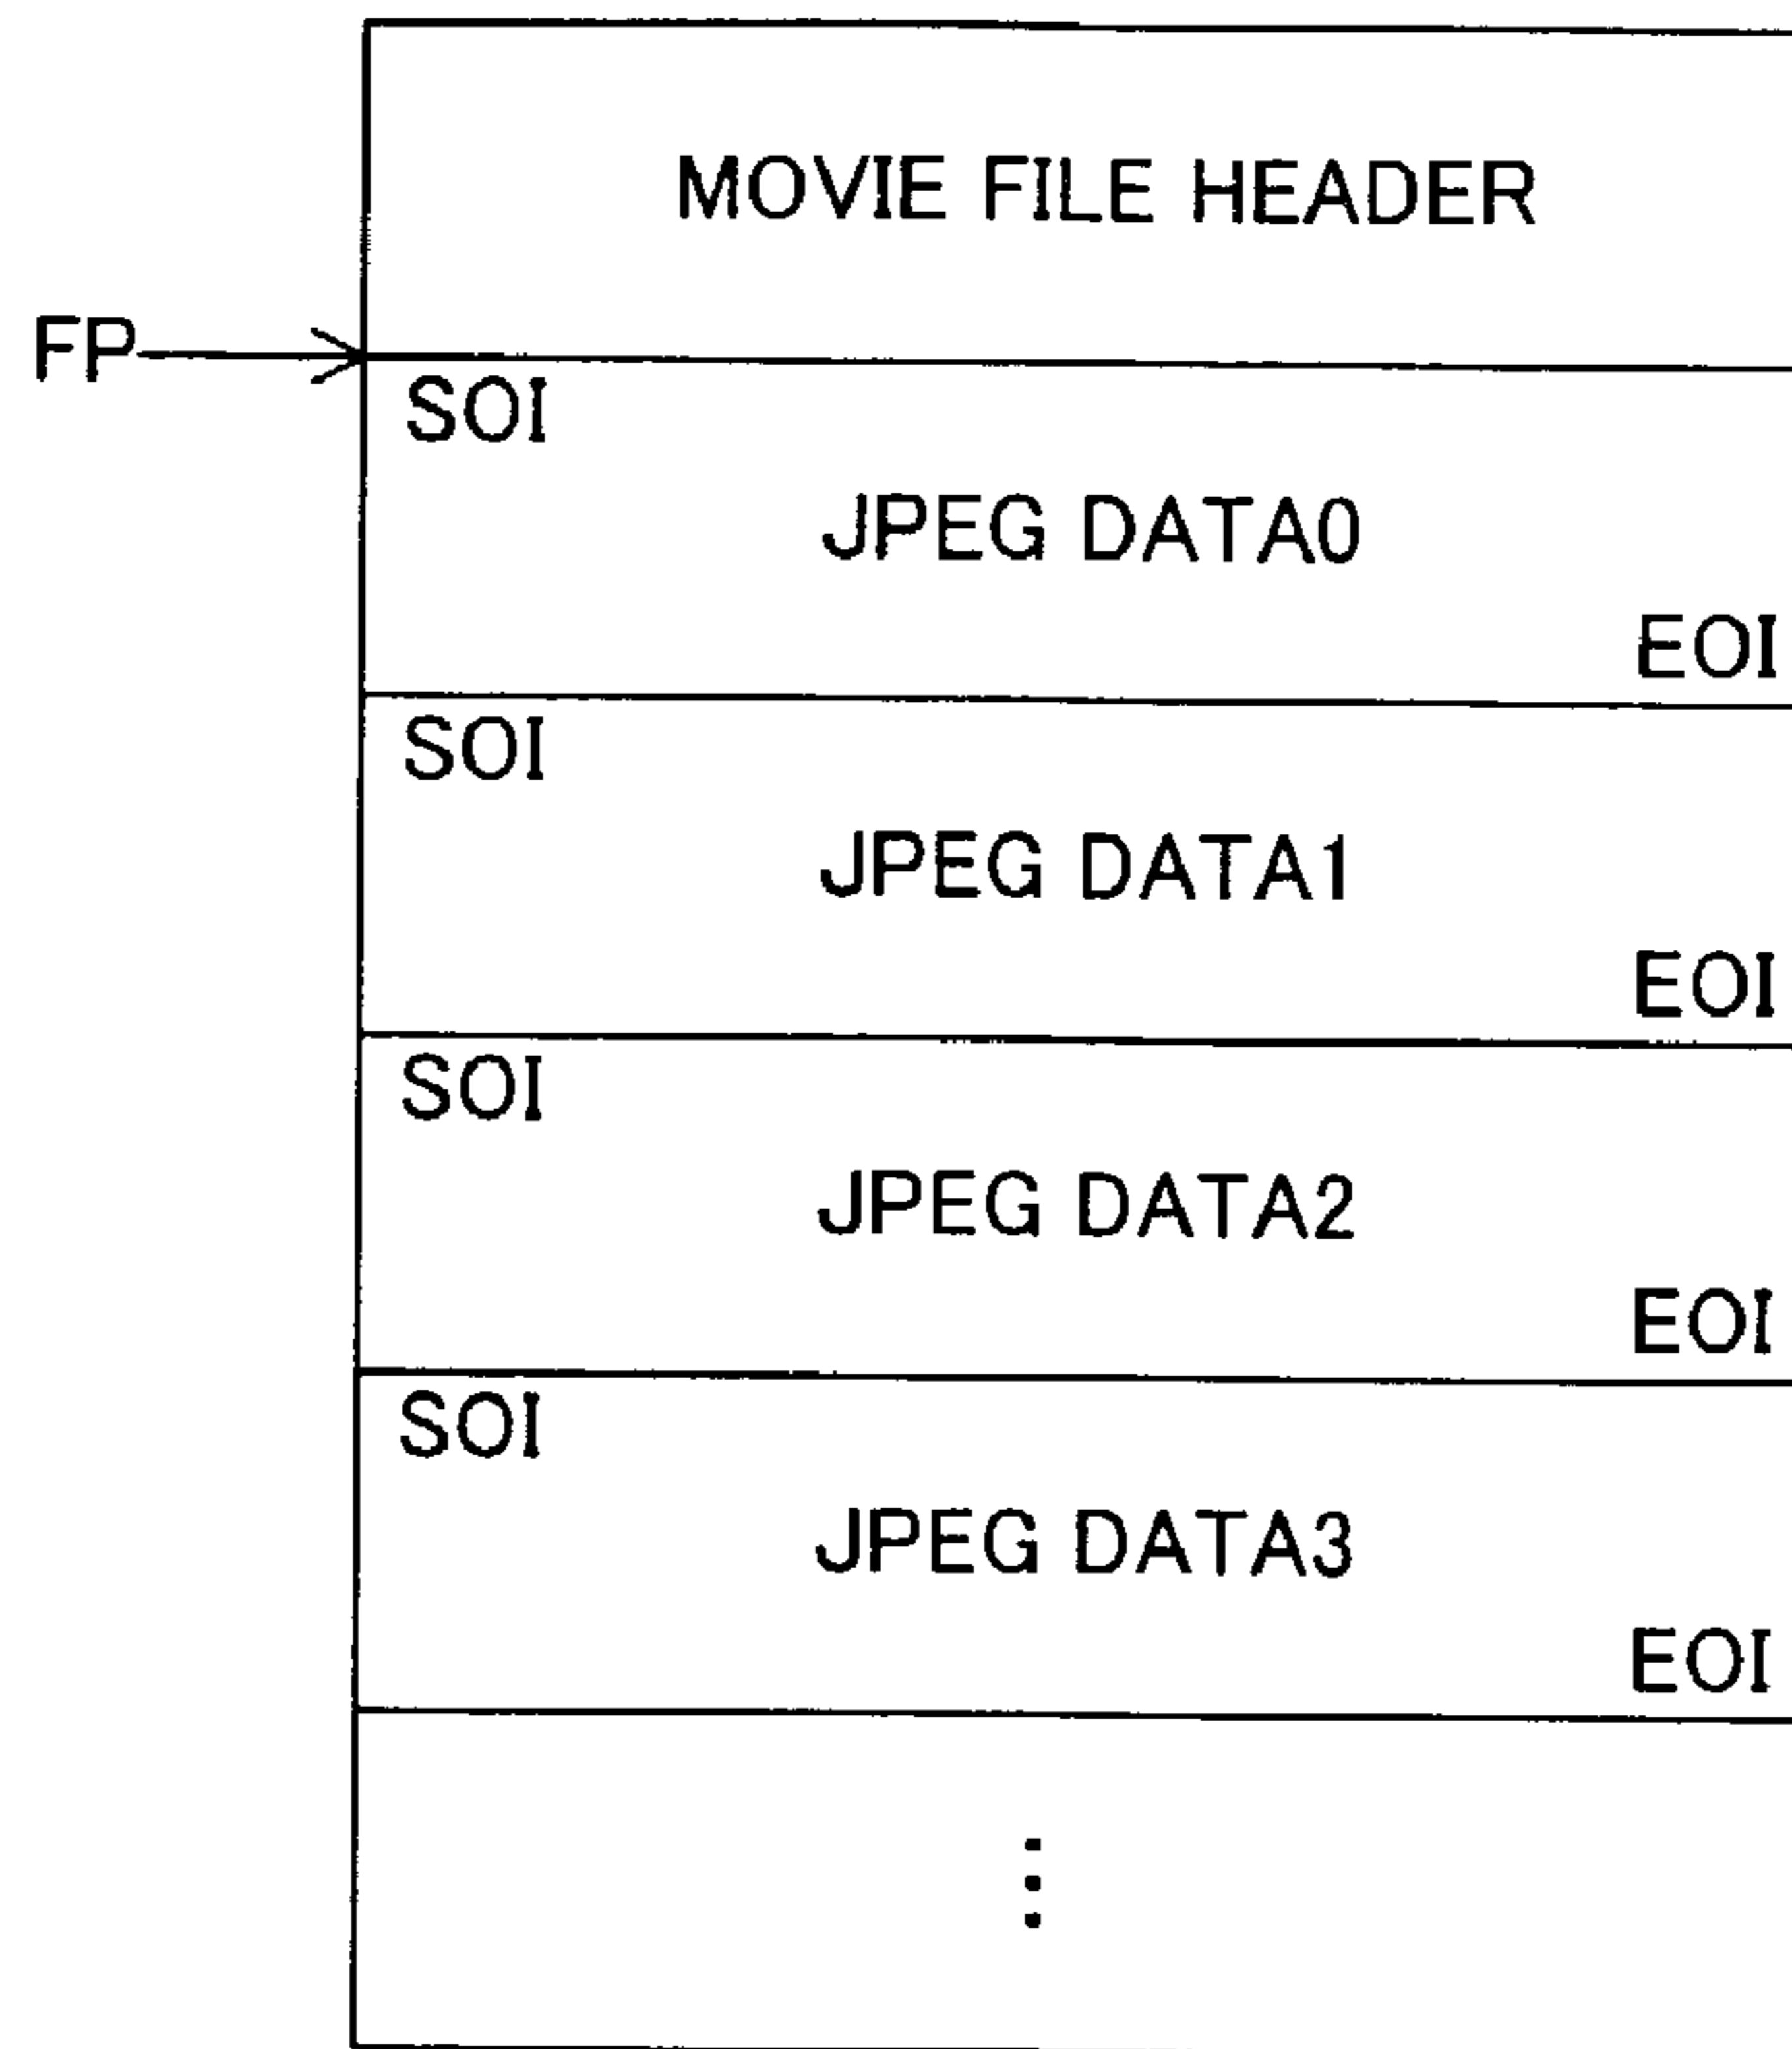 MOVIE FILE HEADER
FP
SOI
JPEG DATA0
EOI
SOI
JPEG DATA1
EOI
SOI
JPEG DATA2
EOI
SOI
JPEG DATA3
EOI